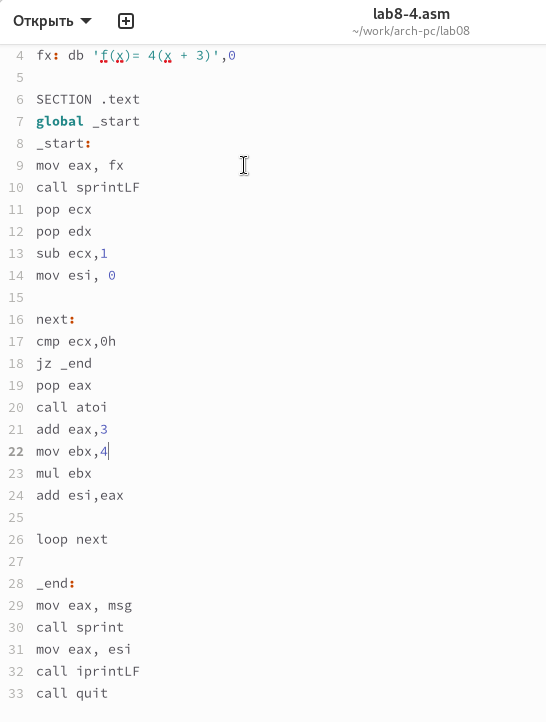 Открыть
lab8-4.asm
~/work/arch-pc/lab08
4 fx: db 'f(x)= 4(x + 3)',0
5
6 SECTION .text
7 global _start
8 _start:
9 mov eax, fx
10 call sprintLF
11 pop ecx
12 pop edx
13 sub ecx,1
14 mov esi, 0
15
16 next:
17 cmp ecx,0h
18 jz _end
19 pop eax
20 call atoi
21 add eax,3
22 mov ebx,4
23 mul ebx
24 add esi,eax
25
26 loop next
27
28 _end:
29 mov eax, msg
30 call sprint
31 mov eax, esi
32 call iprintLF
33 call quit